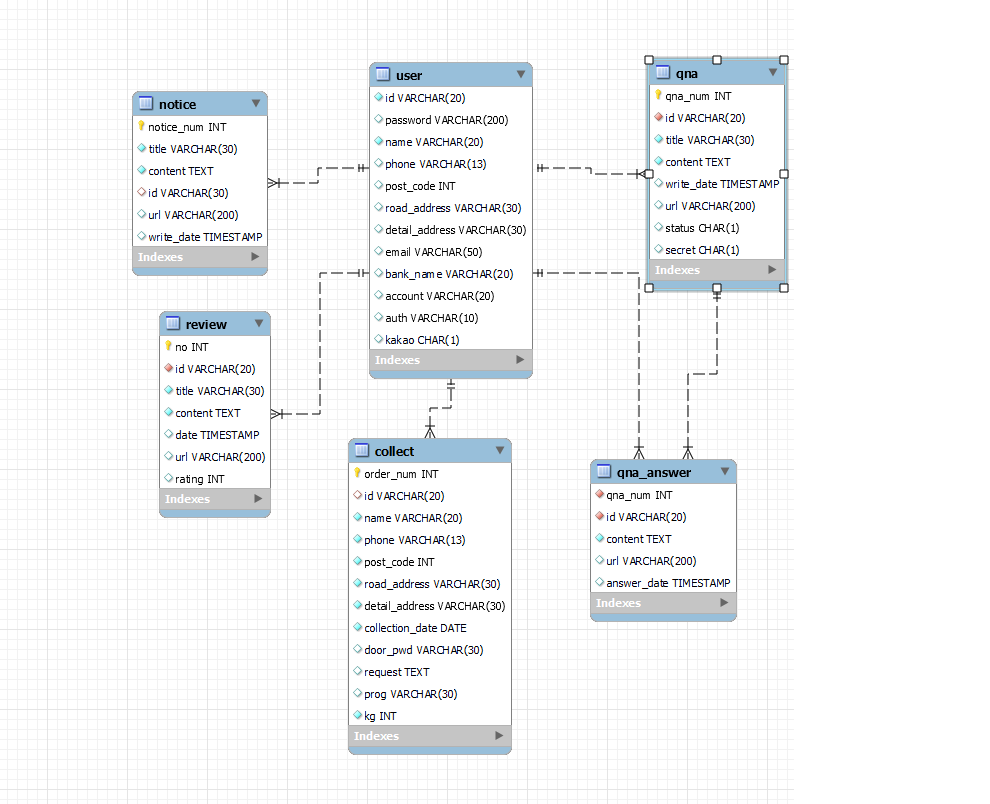 notice
notice_num INT
title VARCHAR(30)
content TEXT
id VARCHAR(30)
url VARCHAR(200)
write_date TIMESTAMP
Indexes
user
id VARCHAR(20)
password VARCHAR(200)
name VARCHAR(20)
phone VARCHAR(13)
post_code INT
road_address VARCHAR(30)
detail_address VARCHAR(30)
email VARCHAR(50)
bank_name VARCHAR(20)
account VARCHAR(20)
auth VARCHAR(10)
kakao CHAR(1)
Indexes
qna
qna_num INT
id VARCHAR(20)
title VARCHAR(30)
content TEXT
write_date TIMESTAMP
url VARCHAR(200)
status CHAR(1)
secret CHAR(1)
Indexes
review
no INT
id VARCHAR(20)
title VARCHAR(30)
content TEXT
date TIMESTAMP
url VARCHAR(200)
rating INT
Indexes
collect
order_num INT
id VARCHAR(20)
name VARCHAR(20)
phone VARCHAR(13)
post_code INT
road_address VARCHAR(30)
detail_address VARCHAR(30)
collection_date DATE
door_pwd VARCHAR(30)
request TEXT
prog VARCHAR(30)
kg INT
Indexes
qna_answer
qna_num INT
id VARCHAR(20)
content TEXT
url VARCHAR(200)
answer_date TIMESTAMP
Indexes